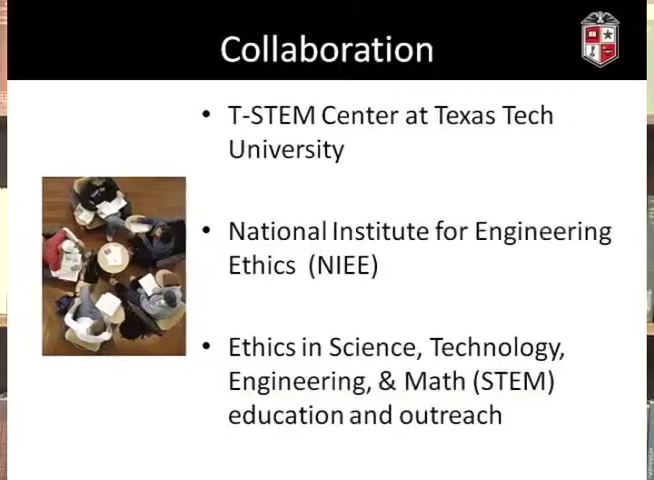 Collaboration
• T-STEM Center at Texas Tech
University
• National Institute for Engineering
Ethics (NIEE)
• Ethics in Science, Technology,
Engineering, & Math (STEM)
education and outreach